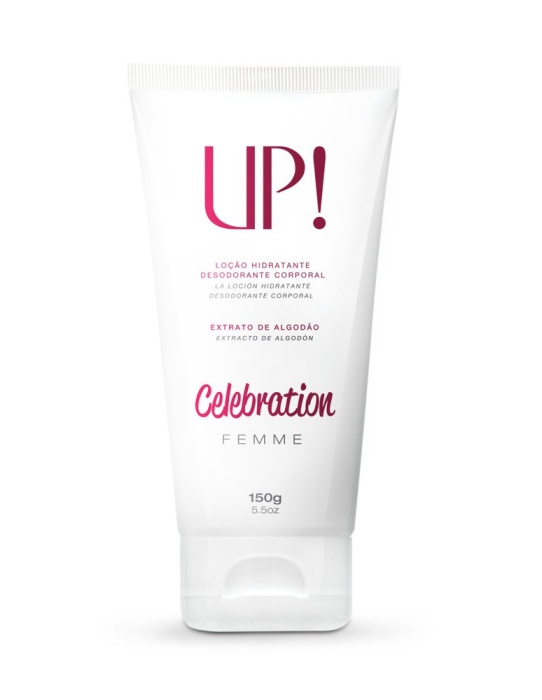 UP!
LOÇÃO HIDRATANTE
DESODORANTE CORPORAL
LA LOCIÓN HIDRATANTE
DESODORANTE CORPORAL
EXTRATO DE ALGODÃO
EXTRACTO DE ALGODÓN
Celebration
FEMME
150g
5.5oz